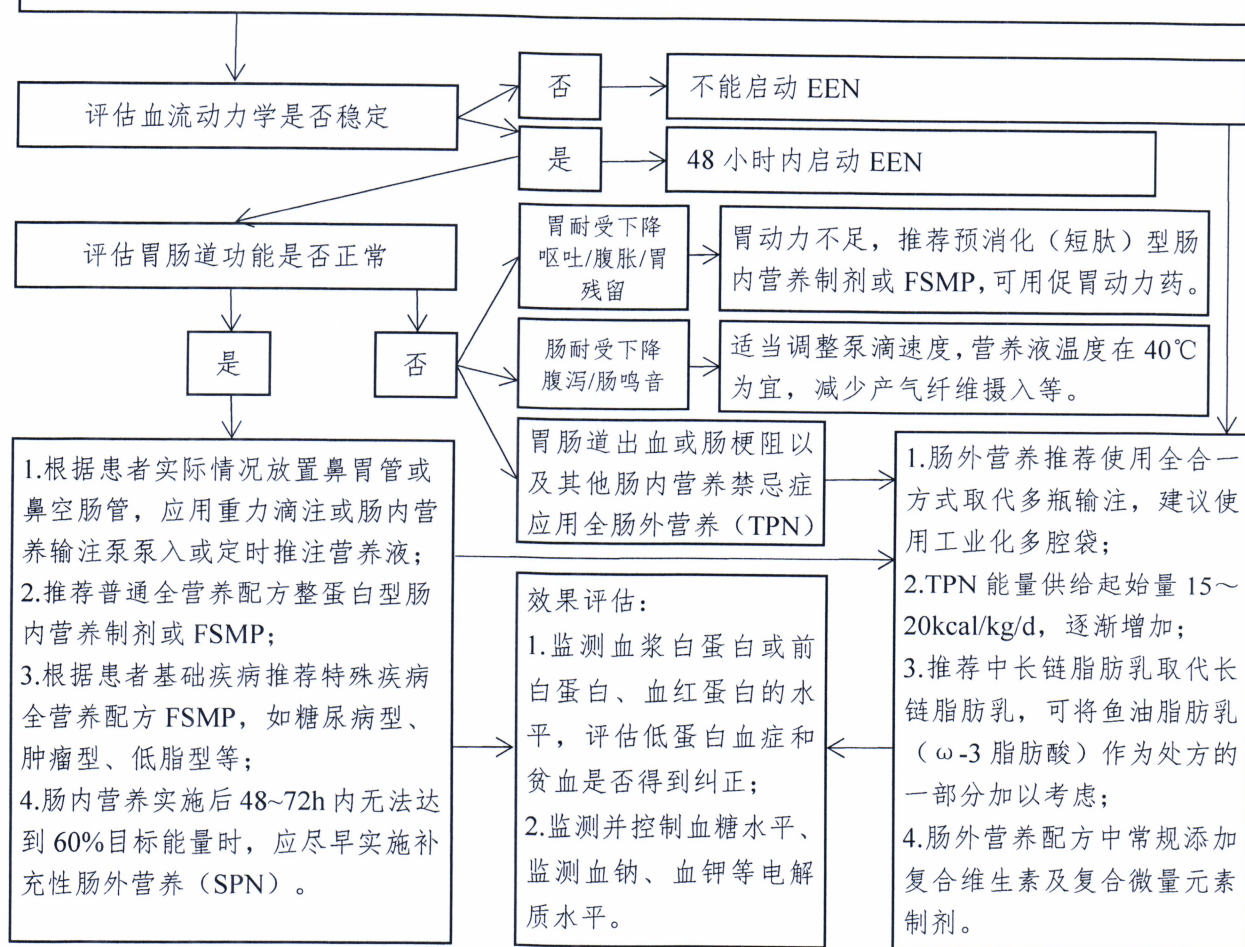 评估血流动力学是否稳定
否
不能启动 EEN
是
48 小时内启动 EEN
评估胃肠道功能是否正常
是
否
胃耐受下降
呕吐/腹胀/胃
残留
胃动力不足，推荐预消化（短肽）型肠
内营养制剂或 FSMP，可用促胃动力药。
肠耐受下降
腹泻/肠鸣音
适当调整泵滴速度，营养液温度在 40℃
为宜，减少产气纤维摄入等。
胃肠道出血或肠梗阻以
及其他肠内营养禁忌症
应用全肠外营养（TPN）
1.根据患者实际情况放置鼻胃管或
鼻空肠管，应用重力滴注或肠内营
养输注泵泵入或定时推注营养液；
2.推荐普通全营养配方整蛋白型肠
内营养制剂或 FSMP；
3.根据患者基础疾病推荐特殊疾病
全营养配方 FSMP，如糖尿病型、
肿瘤型、低脂型等；
4.肠内营养实施后 48~72h 内无法达
到 60%目标能量时，应尽早实施补
充性肠外营养（SPN）。
效果评估：
1.监测血浆白蛋白或前
白蛋白、血红蛋白的水
平，评估低蛋白血症和
贫血是否得到纠正；
2.监测并控制血糖水平、
监测血钠、血钾等电解
质水平。
1.肠外营养推荐使用全合一
方式取代多瓶输注，建议使
用工业化多腔袋；
2.TPN 能量供给起始量 15～
20kcal/kg/d，逐渐增加；
3.推荐中长链脂肪乳取代长
链脂肪乳，可将鱼油脂肪乳
（ω-3 脂肪酸）作为处方的
一部分加以考虑；
4.肠外营养配方中常规添加
复合维生素及复合微量元素
制剂。